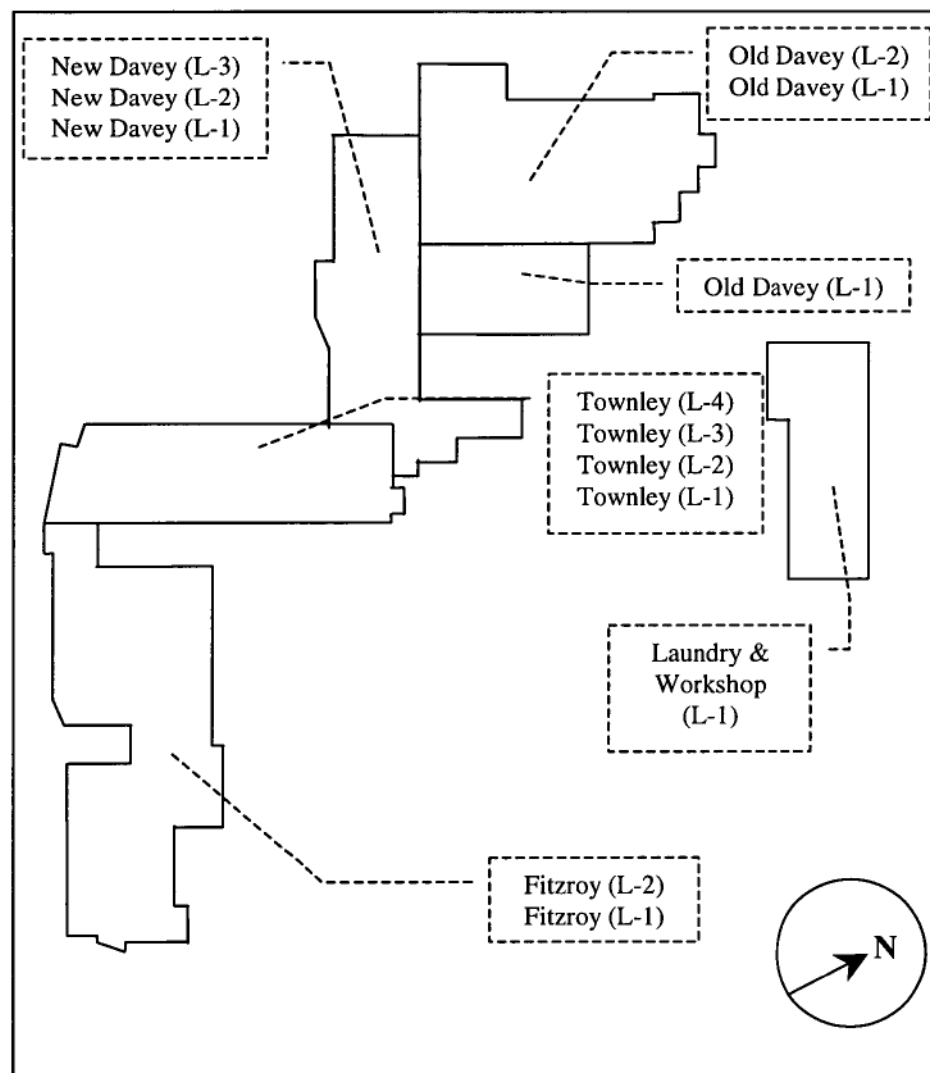 New Davey (L-3)
New Davey (L-2)
New Davey (L-1)
Old Davey (L-2)
Old Davey (L-1)
Old Davey (L-1)
Townley (L-4)
Townley (L-3)
Townley (L-2)
Townley (L-1)
Laundry &
Workshop
(L-1)
Fitzroy (L-2)
Fitzroy (L-1)
N